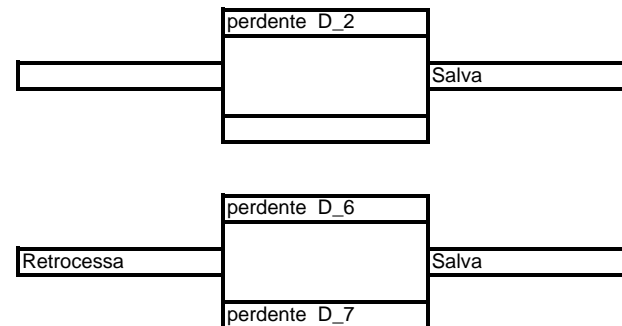 perdente D_2
Salva
perdente D_6
Retrocessa
Salva
perdente D_7